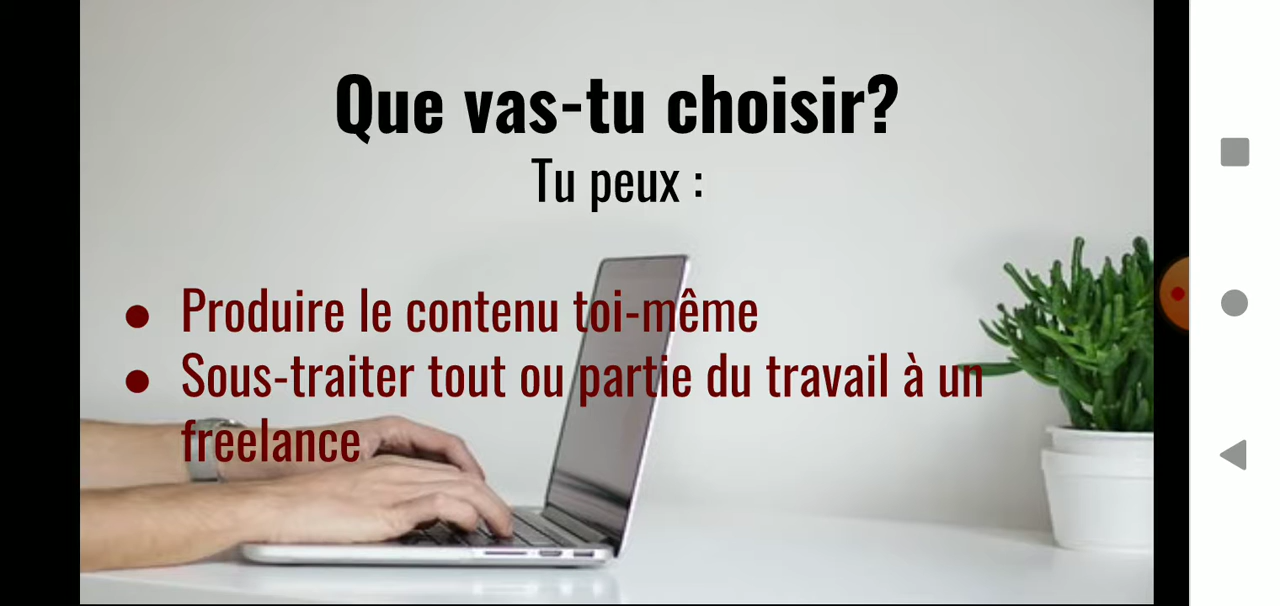 Que vas-tu choisir?
Tu peux :
● Produire le contenu toi-même
● Sous-traiter tout ou partie du travail à un
freelance